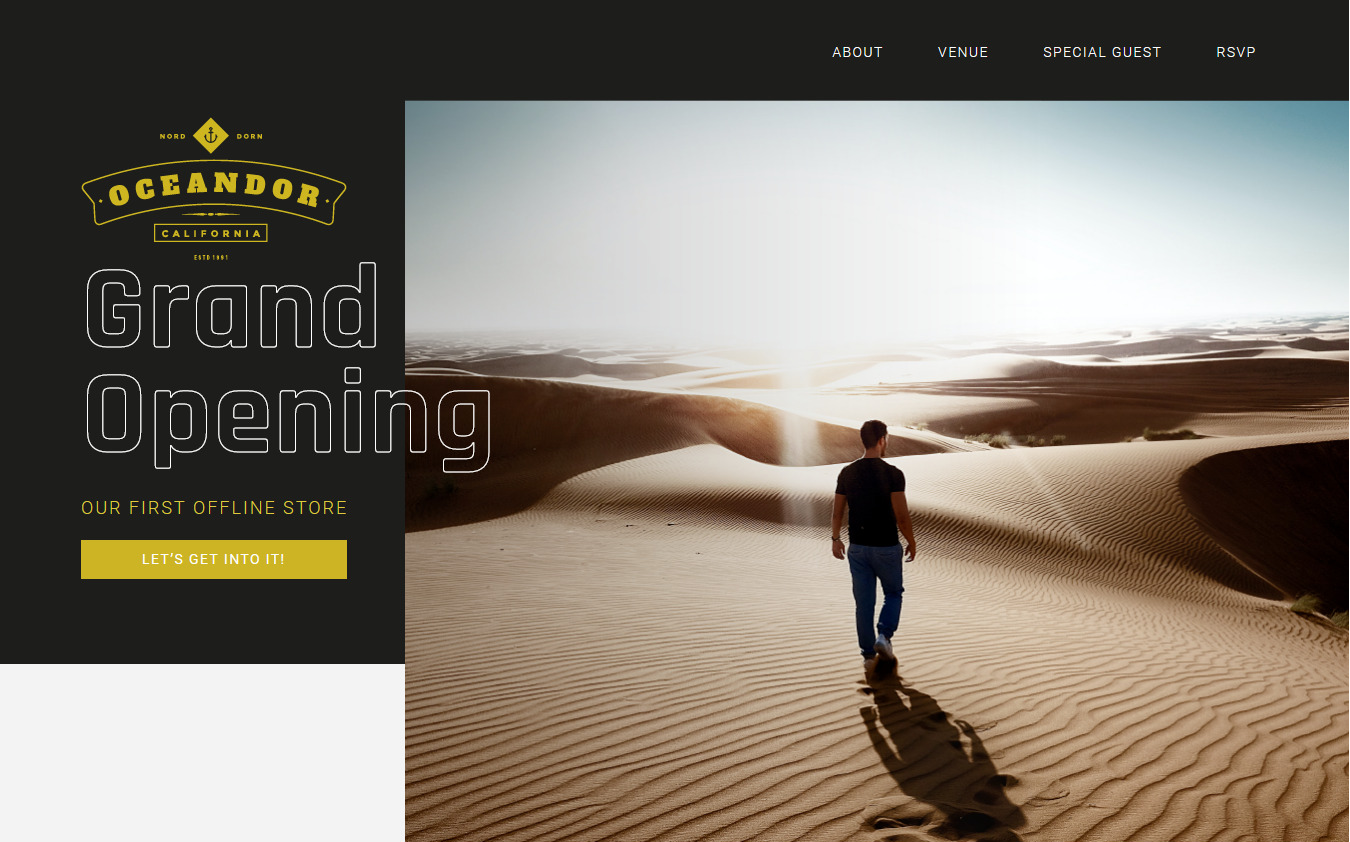 ABOUT VENUE SPECIAL GUEST RSVP
NORD DORN
OCEANDOR
CALIFORNIA
ESTD 1991
Grand
Opening
OUR FIRST OFFLINE STORE
LET’S GET INTO IT!